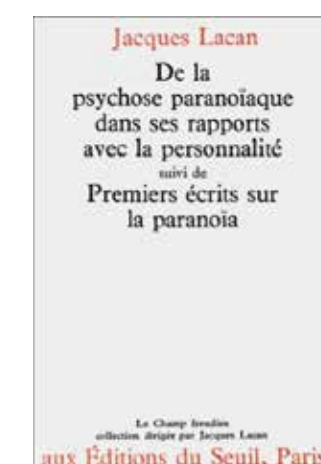 Jacques Lacan
De la
psychose paranoïaque
dans ses rapports
avec la personnalité
suivi de
Premiers écrits sur
la paranoïa
Le Champ freudien
collection dirigée par Jacques Lacan
aux Éditions du Seuil, Paris